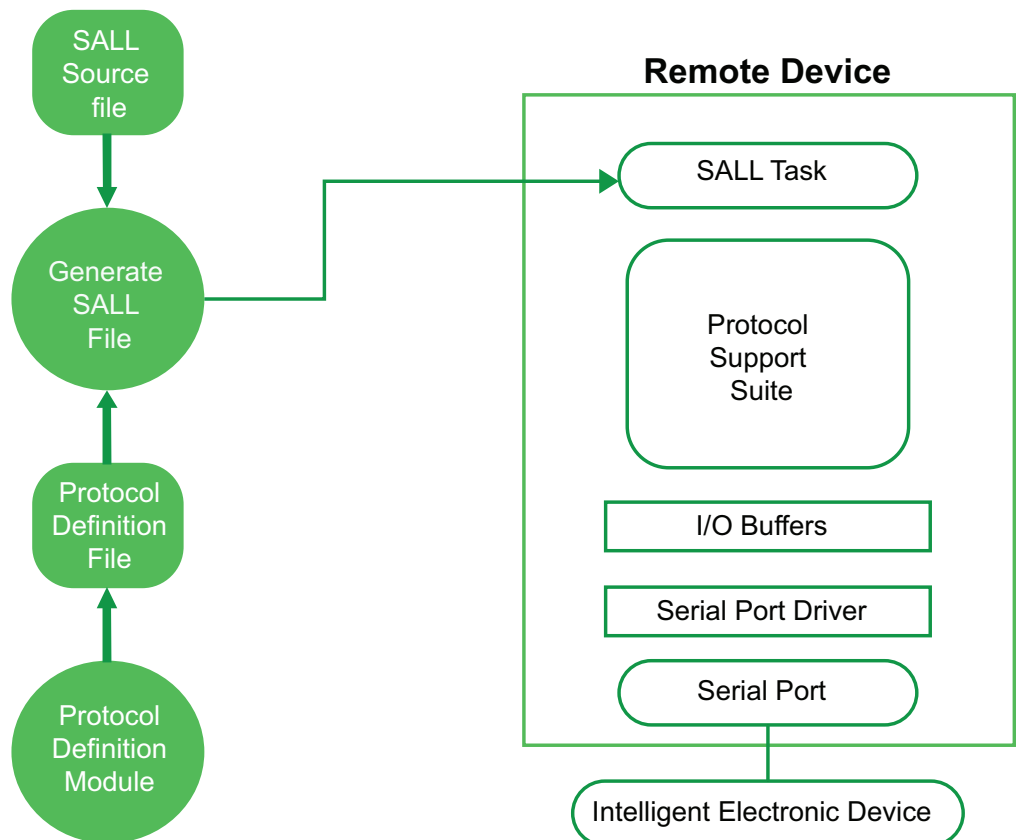 SALL
Source
file
Generate
SALL
File
Protocol
Definition
File
Protocol
Definition
Module
Remote Device
SALL Task
Protocol
Support
Suite
I/O Buffers
Serial Port Driver
Serial Port
Intelligent Electronic Device